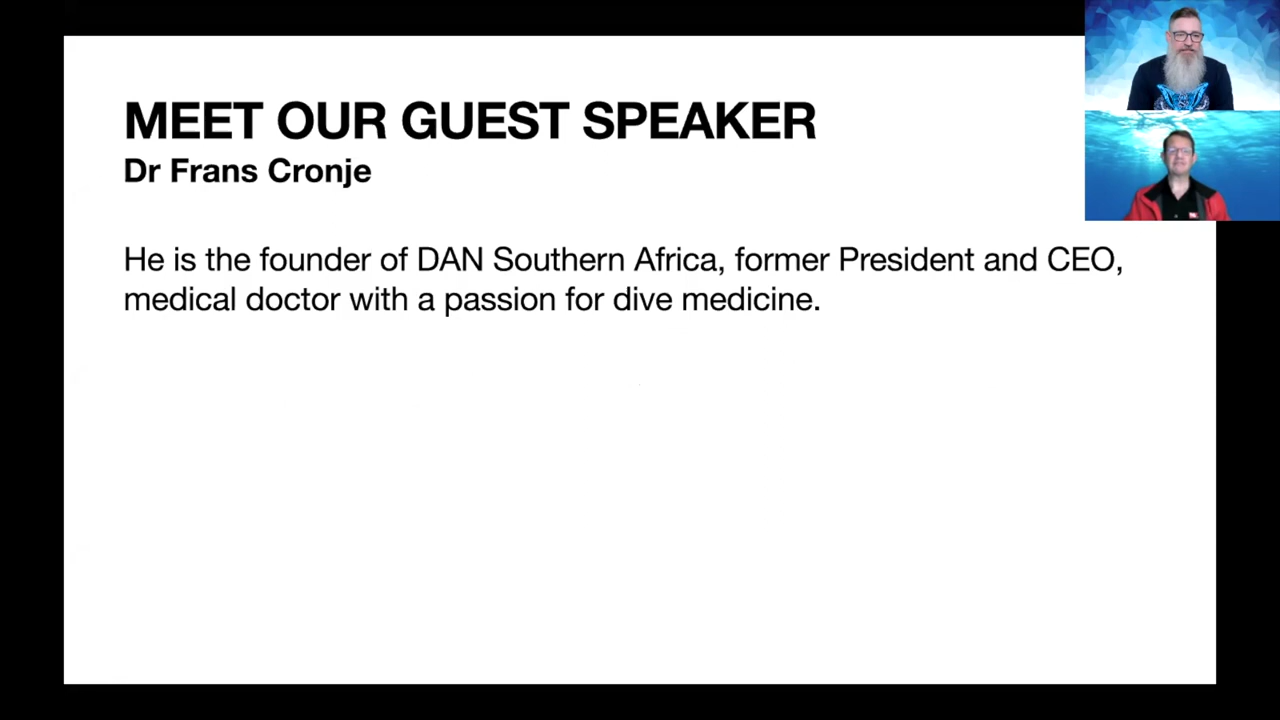 MEET OUR GUEST SPEAKER
Dr Frans Cronje
He is the founder of DAN Southern Africa, former President and CEO,
medical doctor with a passion for dive medicine.